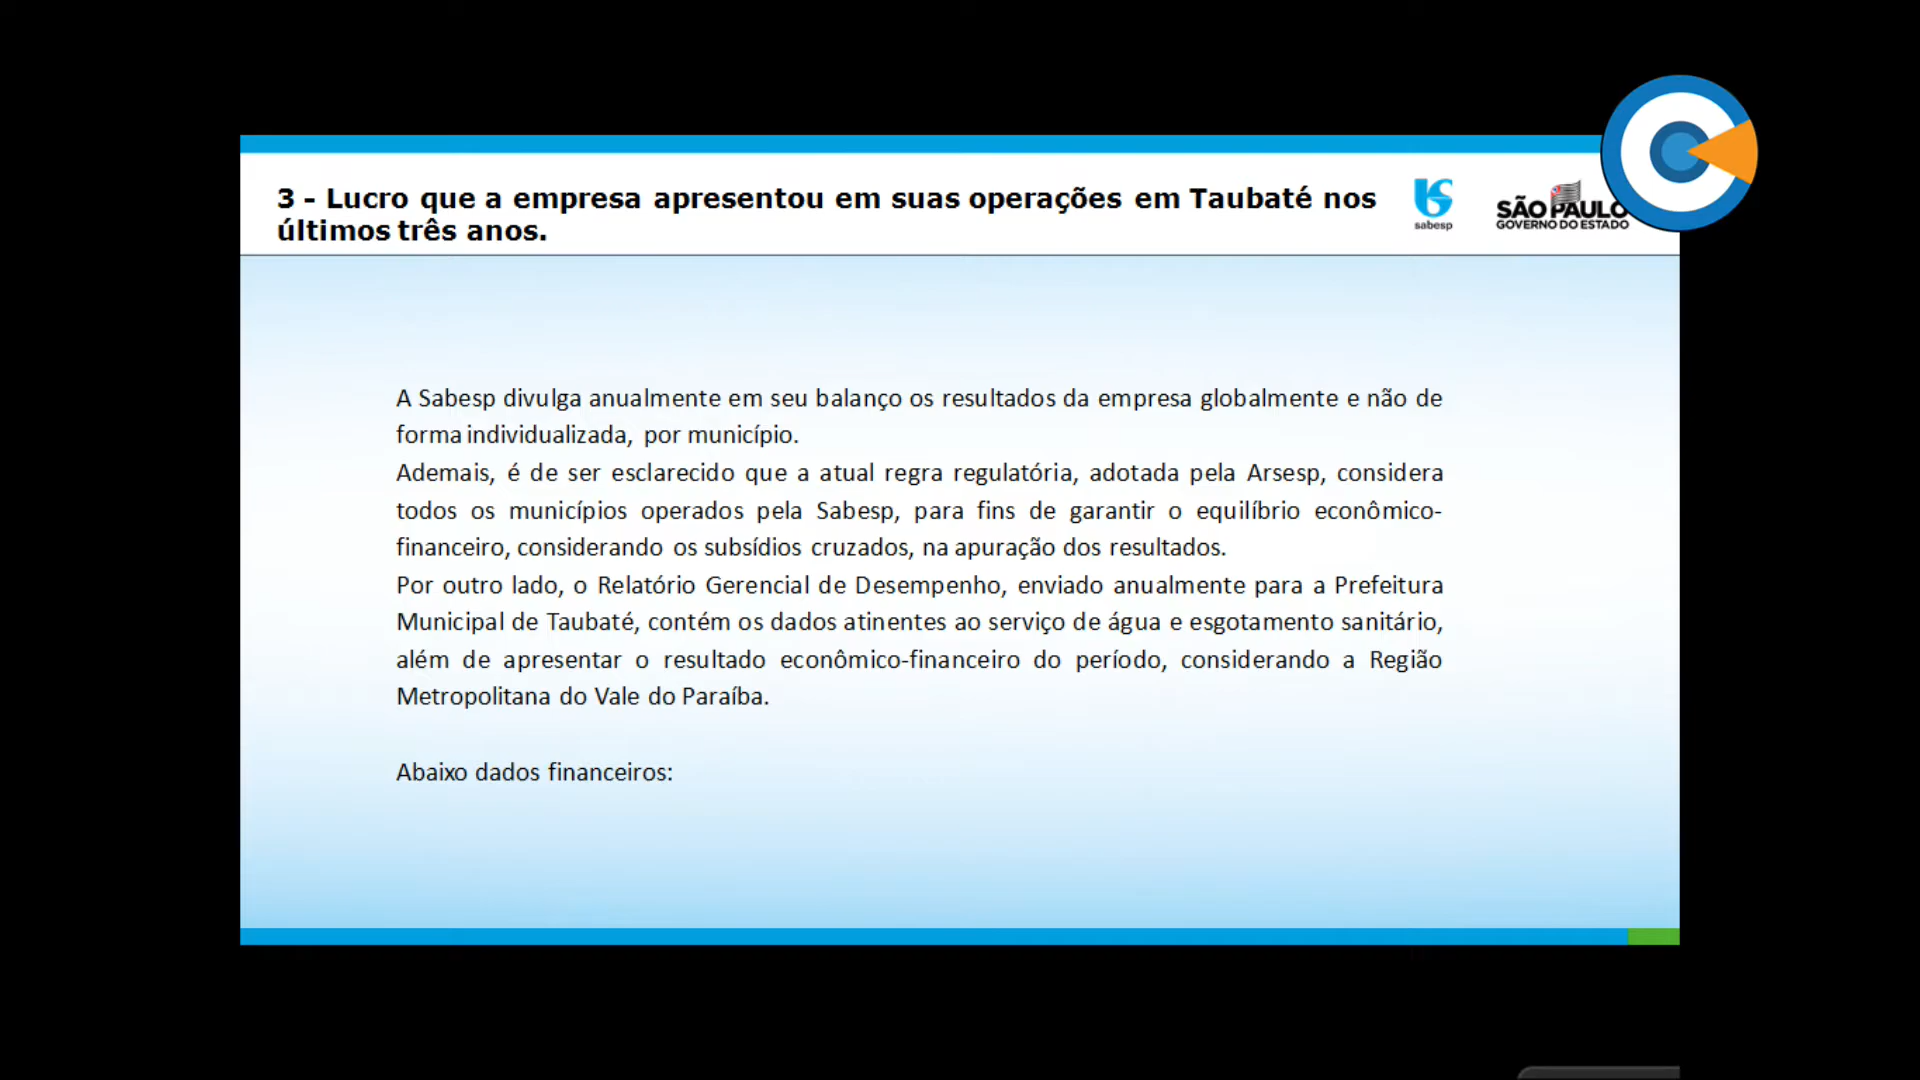 3 - Lucro que a empresa apresentou em suas operações em Taubaté nos
últimos três anos.
sabesp
SÃO PAULO
GOVERNO DO ESTADO
A Sabesp divulga anualmente em seu balanço os resultados da empresa globalmente e não de
forma individualizada, por município.
Ademais, é de ser esclarecido que a atual regra regulatória, adotada pela Arsesp, considera
todos os municípios operados pela Sabesp, para fins de garantir o equilíbrio econômico-
financeiro, considerando os subsídios cruzados, na apuração dos resultados.
Por outro lado, o Relatório Gerencial de Desempenho, enviado anualmente para a Prefeitura
Municipal de Taubaté, contém os dados atinentes ao serviço de água e esgotamento sanitário,
além de apresentar o resultado econômico-financeiro do período, considerando a Região
Metropolitana do Vale do Paraíba.
Abaixo dados financeiros: